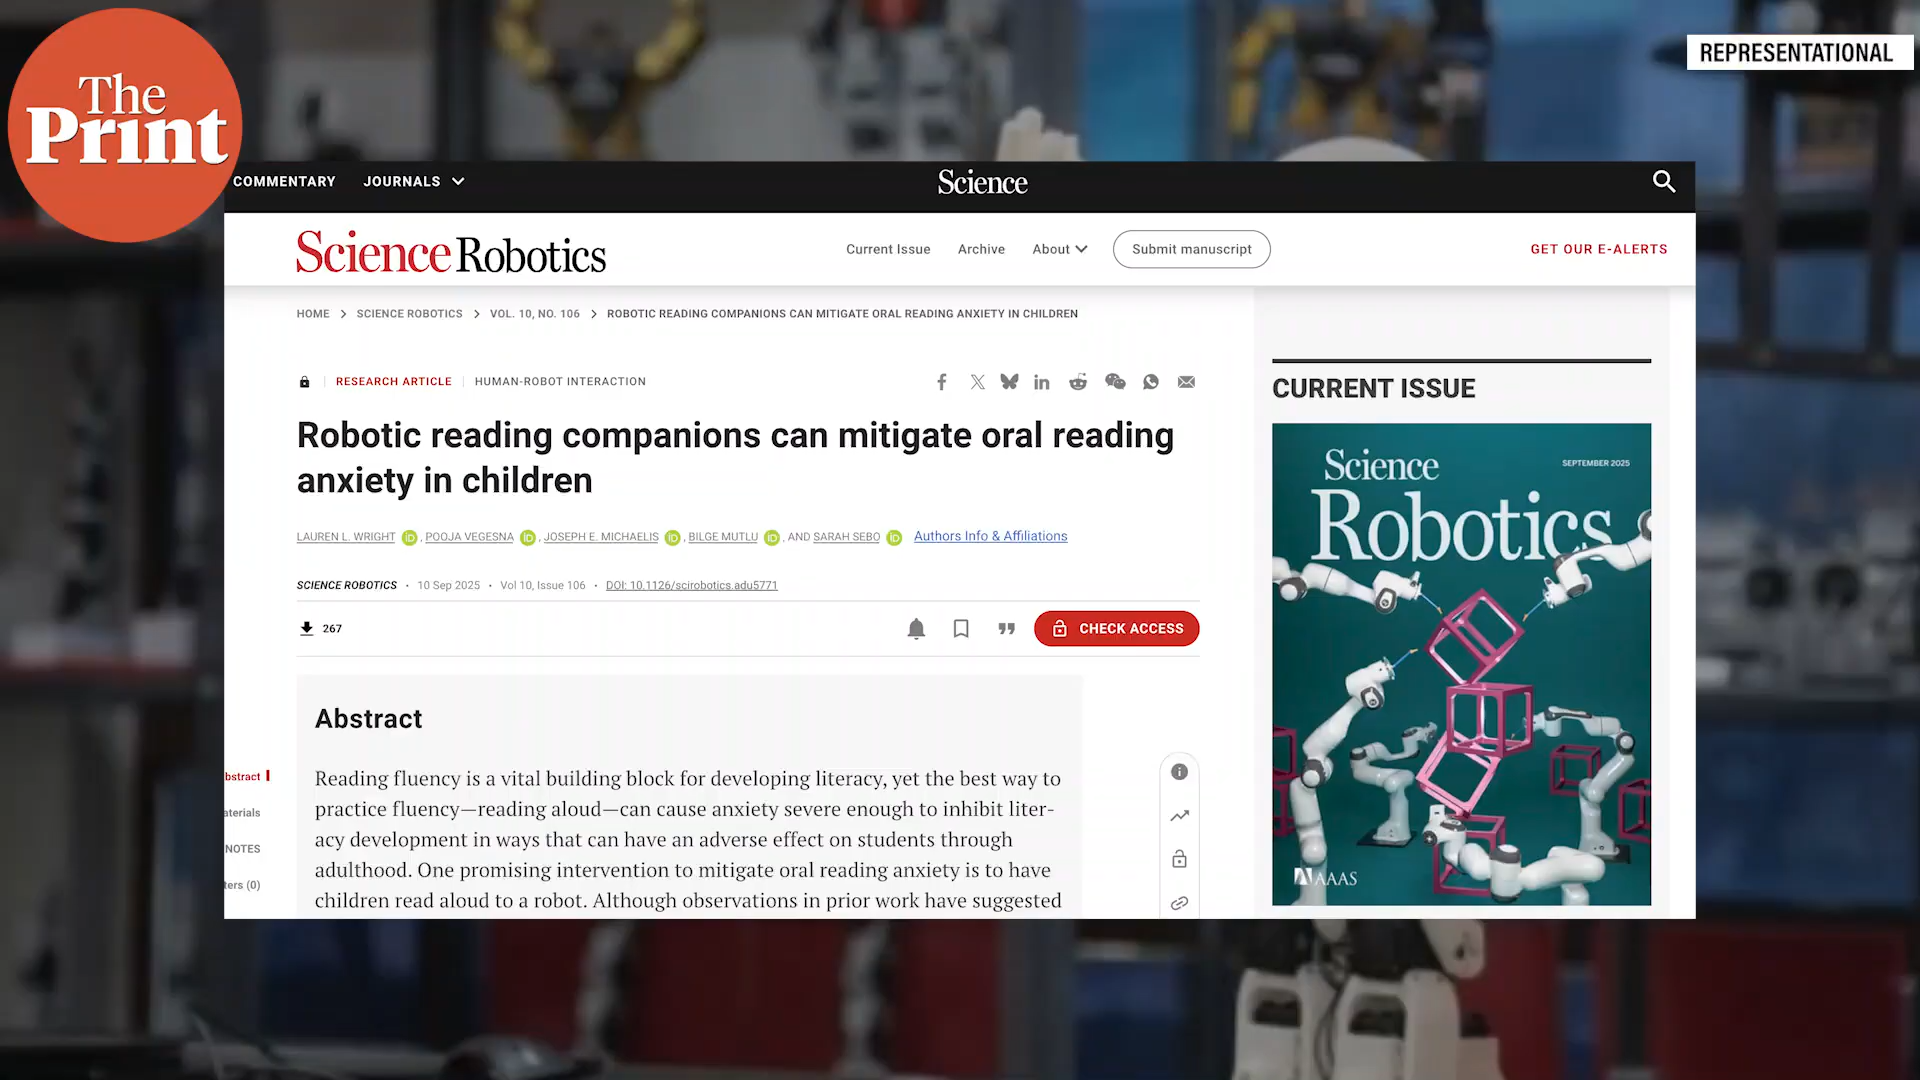 The
Print
REPRESENTATIONAL
COMMENTARY
JOURNALS
Science
Science Robotics
Current Issue
Archive
About
Submit manuscript
GET OUR E-ALERTS
HOME > SCIENCE ROBOTICS > VOL. 10, NO. 106 > ROBOTIC READING COMPANIONS CAN MITIGATE ORAL READING ANXIETY IN CHILDREN
RESEARCH ARTICLE | HUMAN-ROBOT INTERACTION
Robotic reading companions can mitigate oral reading
anxiety in children
LAUREN L. WRIGHT iD, POOJA VEGESNA iD, JOSEPH E. MICHAELIS iD, BILGE MUTLU iD, AND SARAH SEBO iD Authors Info & Affiliations
SCIENCE ROBOTICS • 10 Sep 2025 • Vol 10, Issue 106 • DOI: 10.1126/scirobotics.adu5771
267
CHECK ACCESS
Abstract
Reading fluency is a vital building block for developing literacy, yet the best way to
practice fluency—reading aloud—can cause anxiety severe enough to inhibit liter-
acy development in ways that can have an adverse effect on students through
adulthood. One promising intervention to mitigate oral reading anxiety is to have
children read aloud to a robot. Although observations in prior work have suggested
bstract
aterials
NOTES
ters (0)
CURRENT ISSUE
Science
Robotics
SEPTEMBER 2025
AAAS